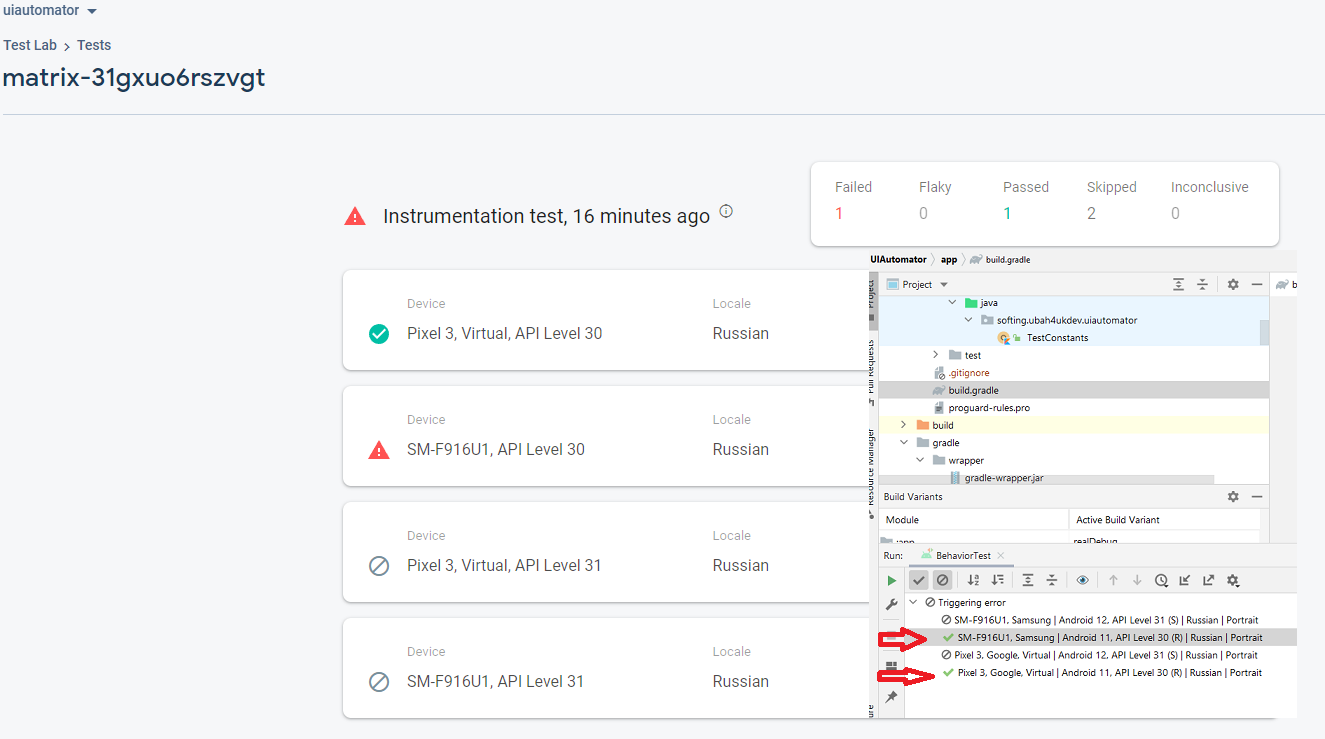 uiautomator
Test Lab > Tests
matrix-31gxuo6rszvgt
Failed Flaky Passed Skipped Inconclusive
1 0 1 2 0
Instrumentation test, 16 minutes ago
Device Locale
Pixel 3, Virtual, API Level 30 Russian
Device Locale
SM-F916U1, API Level 30 Russian
Device Locale
Pixel 3, Virtual, API Level 31 Russian
Device Locale
SM-F916U1, API Level 31 Russian
UIAutomator app build.gradle
Project
Project
java
softing.ubah4ukdev.uiautomator
TestConstants
test
.gitignore
build.gradle
proguard-rules.pro
build
gradle
wrapper
gradle-wrapper.jar
Pull Requests
Resource Manager
Build Variants
Module Active Build Variant
:app realDebug
Run: BehaviorTest
Triggering error
SM-F916U1, Samsung | Android 12, API Level 31 (S) | Russian | Portrait
SM-F916U1, Samsung | Android 11, API Level 30 (R) | Russian | Portrait
Pixel 3, Google, Virtual | Android 12, API Level 31 (S) | Russian | Portrait
Pixel 3, Google, Virtual | Android 11, API Level 30 (R) | Russian | Portrait